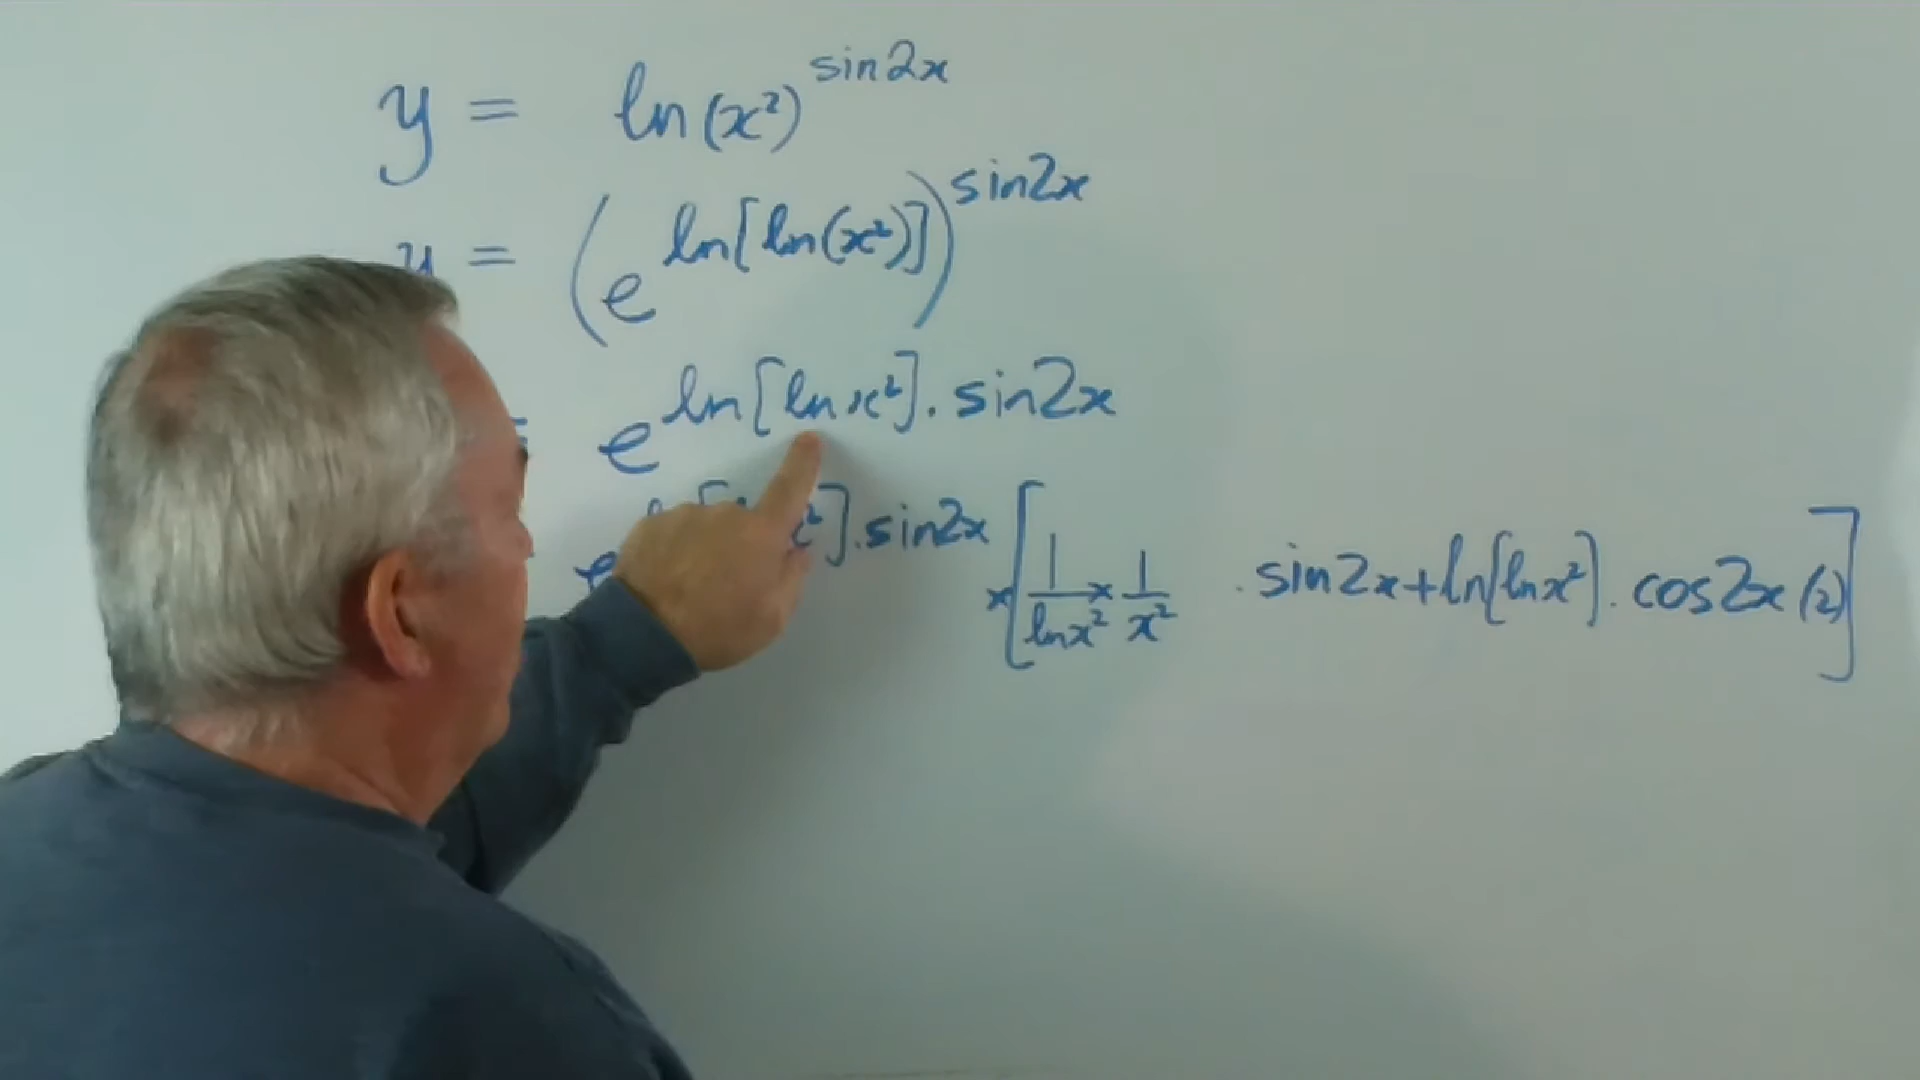 y = ln(x²)^sin2x
y = (e^ln[ln(x²)])^sin2x
= e^ln[lnx²].sin2x
e ².sin2x × [1/lnx² × 1/x² . sin2x + ln[lnx²] . cos2x (2)]